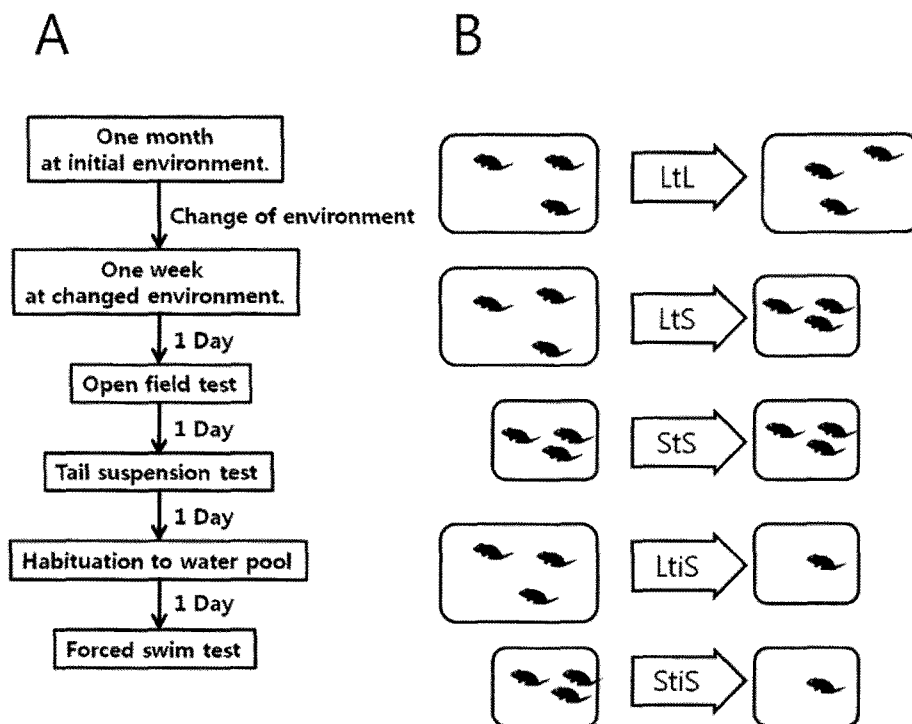 A
One month
at initial environment.
Change of environment
One week
at changed environment.
1 Day
Open field test
1 Day
Tail suspension test
1 Day
Habituation to water pool
1 Day
Forced swim test
B
LtL
LtS
StS
LtiS
StiS